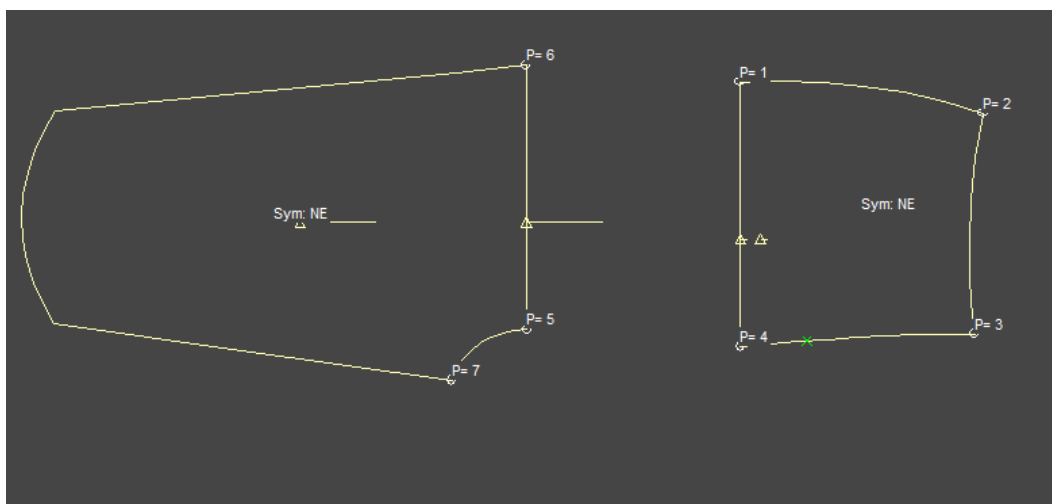 P= 6
P= 1
P= 2
Sym: NE
Sym: NE
P= 5
P= 3
P= 4
P= 7